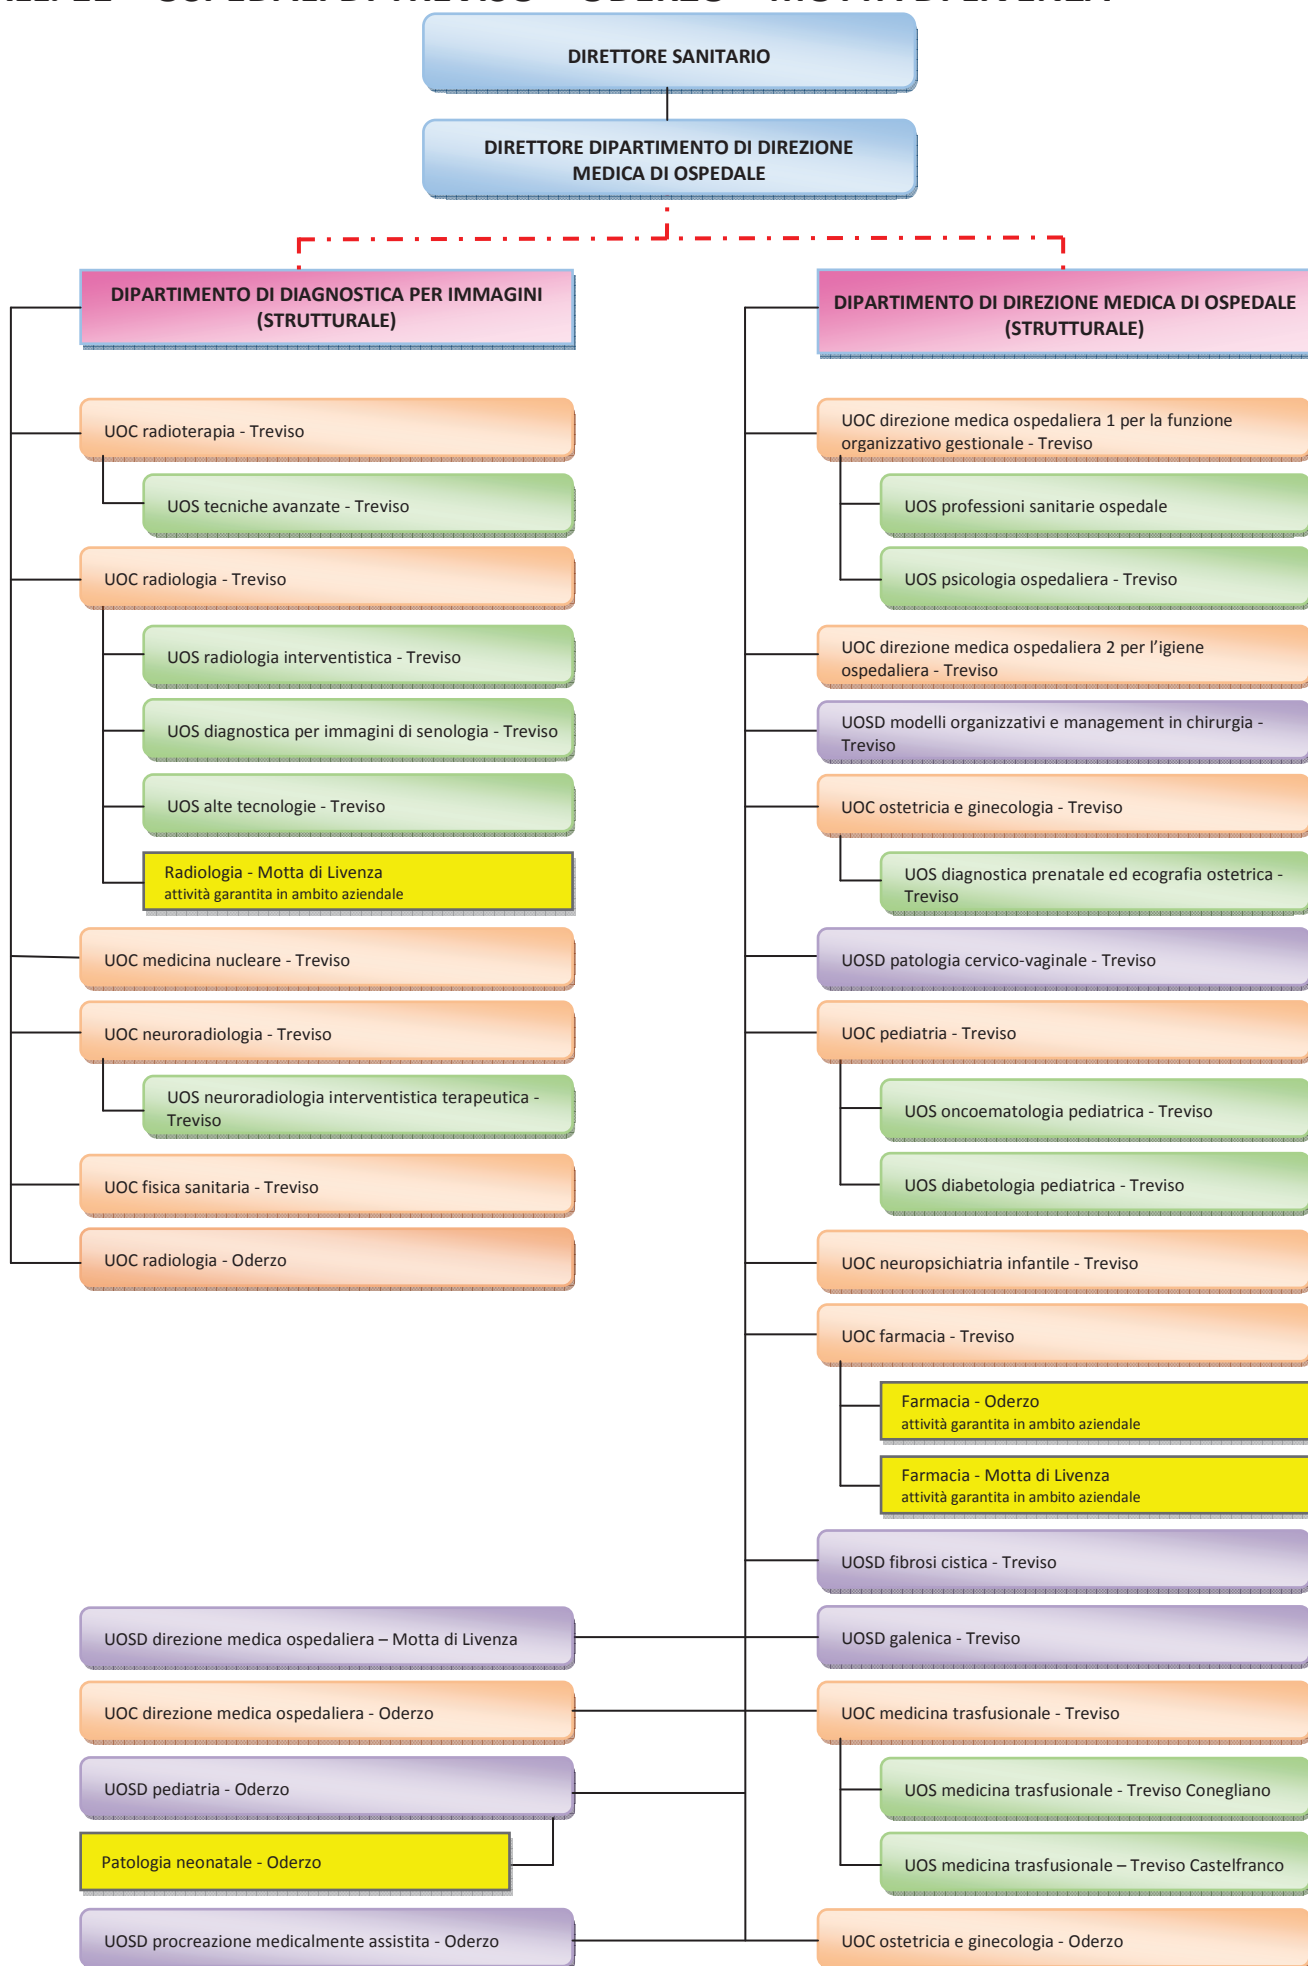 DIRETTORE SANITARIO
DIRETTORE DIPARTIMENTO DI DIREZIONE
MEDICA DI OSPEDALE
DIPARTIMENTO DI DIAGNOSTICA PER IMMAGINI
(STRUTTURALE)
UOC radioterapia - Treviso
UOS tecniche avanzate - Treviso
UOC radiologia - Treviso
UOS radiologia interventistica - Treviso
UOS diagnostica per immagini di senologia - Treviso
UOS alte tecnologie - Treviso
Radiologia - Motta di Livenza
attività garantita in ambito aziendale
UOC medicina nucleare - Treviso
UOC neuroradiologia - Treviso
UOS neuroradiologia interventistica terapeutica -
Treviso
UOC fisica sanitaria - Treviso
UOC radiologia - Oderzo
DIPARTIMENTO DI DIREZIONE MEDICA DI OSPEDALE
(STRUTTURALE)
UOC direzione medica ospedaliera 1 per la funzione
organizzativo gestionale - Treviso
UOS professioni sanitarie ospedale
UOS psicologia ospedaliera - Treviso
UOC direzione medica ospedaliera 2 per l’igiene
ospedaliera - Treviso
UOSD modelli organizzativi e management in chirurgia -
Treviso
UOC ostetricia e ginecologia - Treviso
UOS diagnostica prenatale ed ecografia ostetrica -
Treviso
UOSD patologia cervico-vaginale - Treviso
UOC pediatria - Treviso
UOS oncoematologia pediatrica - Treviso
UOS diabetologia pediatrica - Treviso
UOC neuropsichiatria infantile - Treviso
UOC farmacia - Treviso
Farmacia - Oderzo
attività garantita in ambito aziendale
Farmacia - Motta di Livenza
attività garantita in ambito aziendale
UOSD fibrosi cistica - Treviso
UOSD direzione medica ospedaliera – Motta di Livenza
UOSD galenica - Treviso
UOC direzione medica ospedaliera - Oderzo
UOC medicina trasfusionale - Treviso
UOSD pediatria - Oderzo
UOS medicina trasfusionale - Treviso Conegliano
Patologia neonatale - Oderzo
UOS medicina trasfusionale – Treviso Castelfranco
UOSD procreazione medicalmente assistita - Oderzo
UOC ostetricia e ginecologia - Oderzo